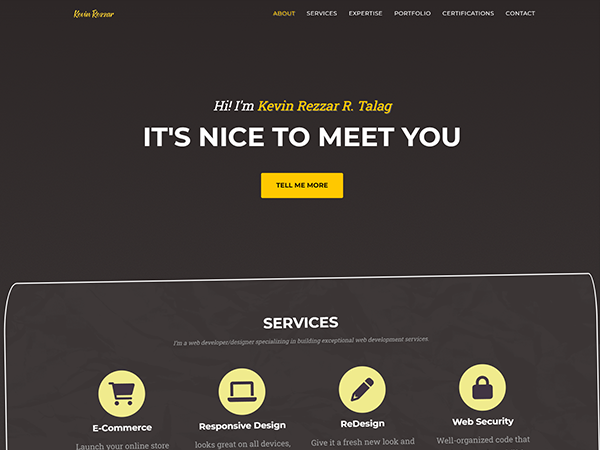 Kevin Rezzar
ABOUT SERVICES EXPERTISE PORTFOLIO CERTIFICATIONS CONTACT
Hi! I'm Kevin Rezzar R. Talag
IT'S NICE TO MEET YOU
TELL ME MORE
SERVICES
I'm a web developer/designer specializing in building exceptional web development services
E-Commerce Responsive Design ReDesign Web Security
Launch your online store looks great on all devices, Give it a fresh new look and Well-organized code that